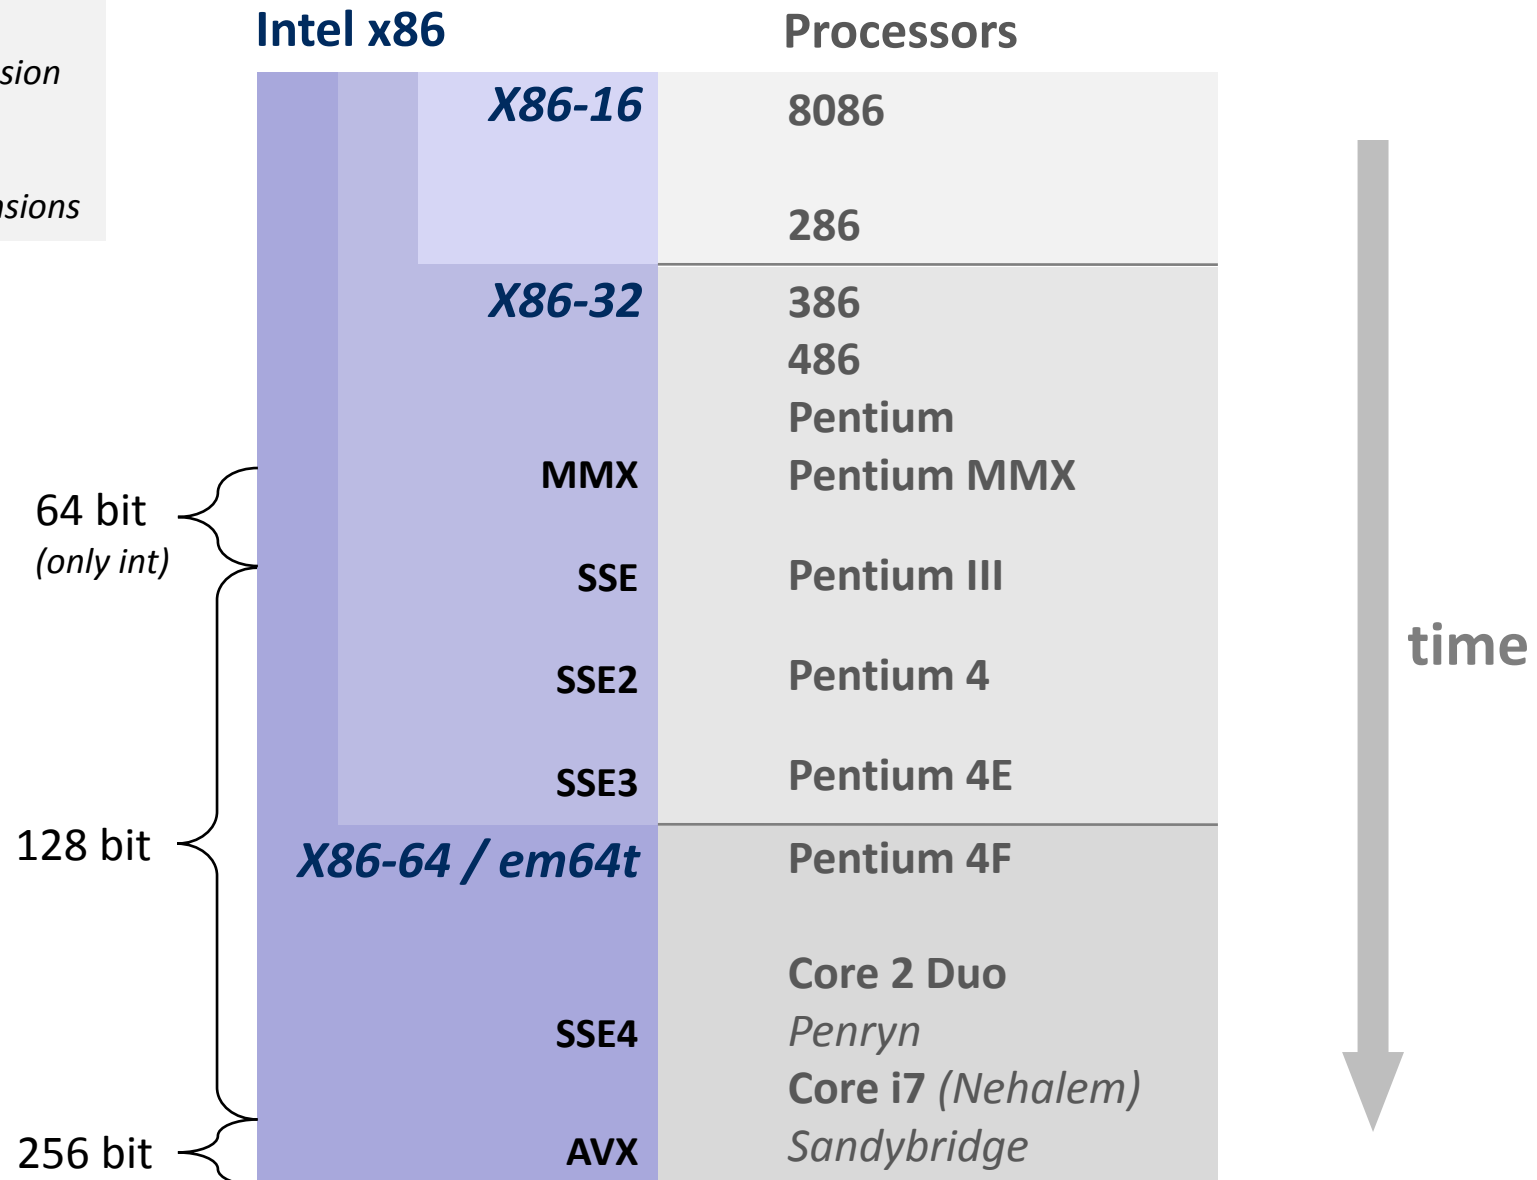 Intel x86 Processors
X86-16 8086
286
X86-32 386
486
Pentium
MMX Pentium MMX
64 bit
(only int)
SSE Pentium III
time
SSE2 Pentium 4
SSE3 Pentium 4E
128 bit
X86-64 / em64t Pentium 4F
Core 2 Duo
SSE4 Penryn
Core i7 (Nehalem)
256 bit
AVX Sandybridge